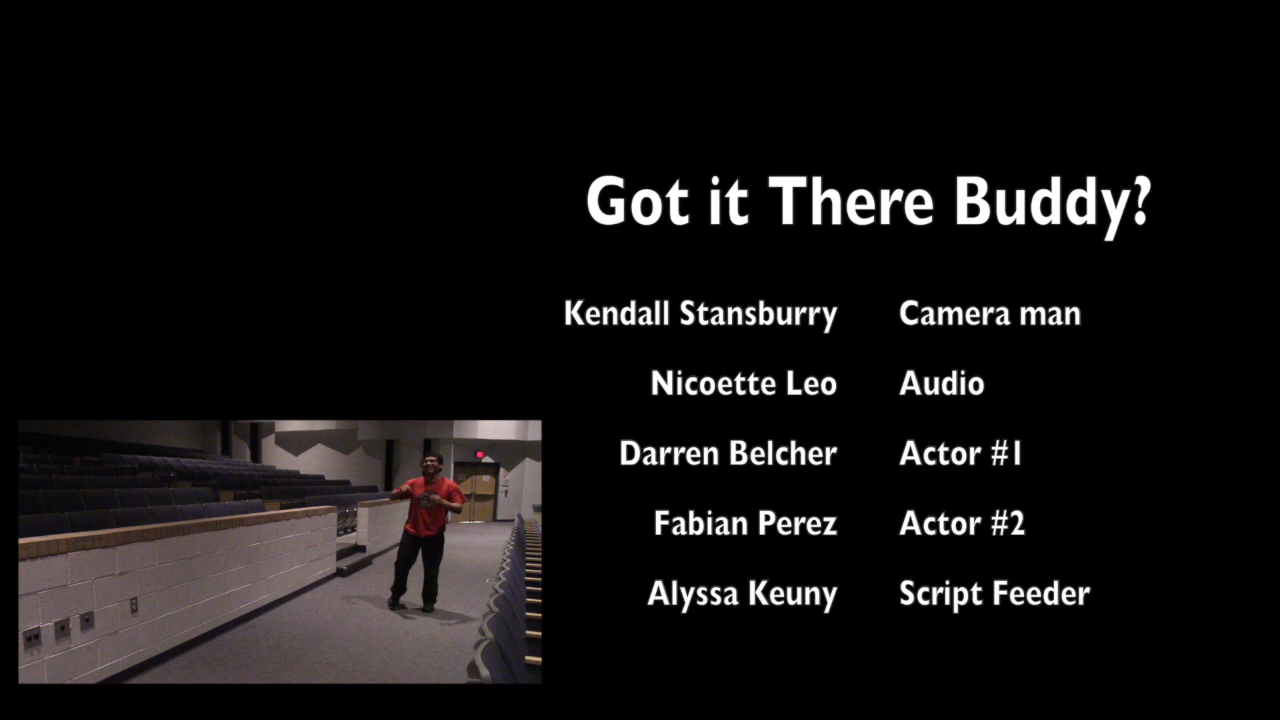 Got it There Buddy?
Kendall Stansburry Camera man
Nicoette Leo Audio
Darren Belcher Actor #1
Fabian Perez Actor #2
Alyssa Keuny Script Feeder